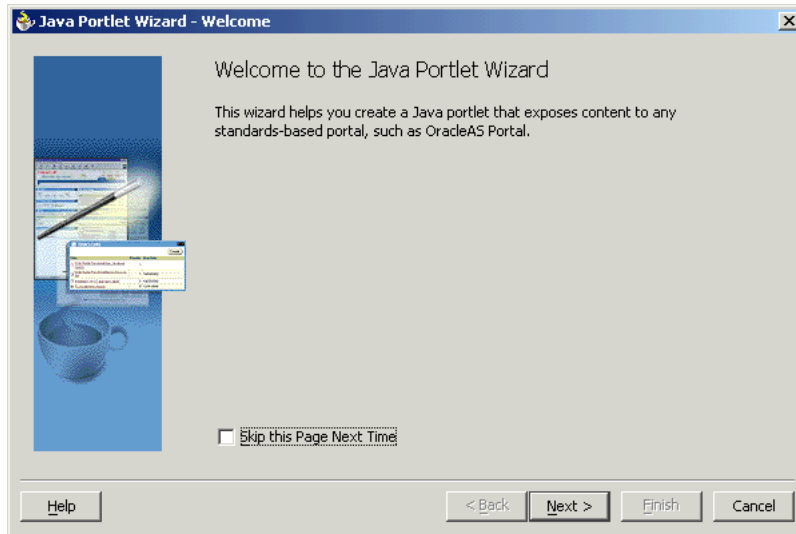 Java Portlet Wizard - Welcome
Welcome to the Java Portlet Wizard
This wizard helps you create a Java portlet that exposes content to any
standards-based portal, such as OracleAS Portal.
Skip this Page Next Time
Help
< Back
Next >
Finish
Cancel